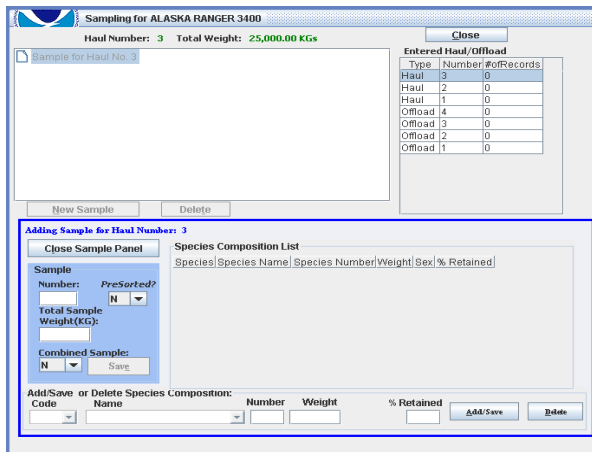 Sampling for ALASKA RANGER 3400
Haul Number: 3 Total Weight: 25,000.00 KGs
Close
Sample for Haul No. 3
Entered Haul/Offload
Type Number #ofRecords
Haul 3 0
Haul 2 0
Haul 1 0
Offload 4 0
Offload 3 0
Offload 2 0
Offload 1 0
New Sample Delete
Adding Sample for Haul Number: 3
Close Sample Panel
Species Composition List
Species Species Name Species Number Weight Sex % Retained
Sample
Number: PreSorted?
N
Total Sample
Weight(KG):
Combined Sample:
N Save
Add/Save or Delete Species Composition:
Code Name Number Weight % Retained
Add/Save Delete